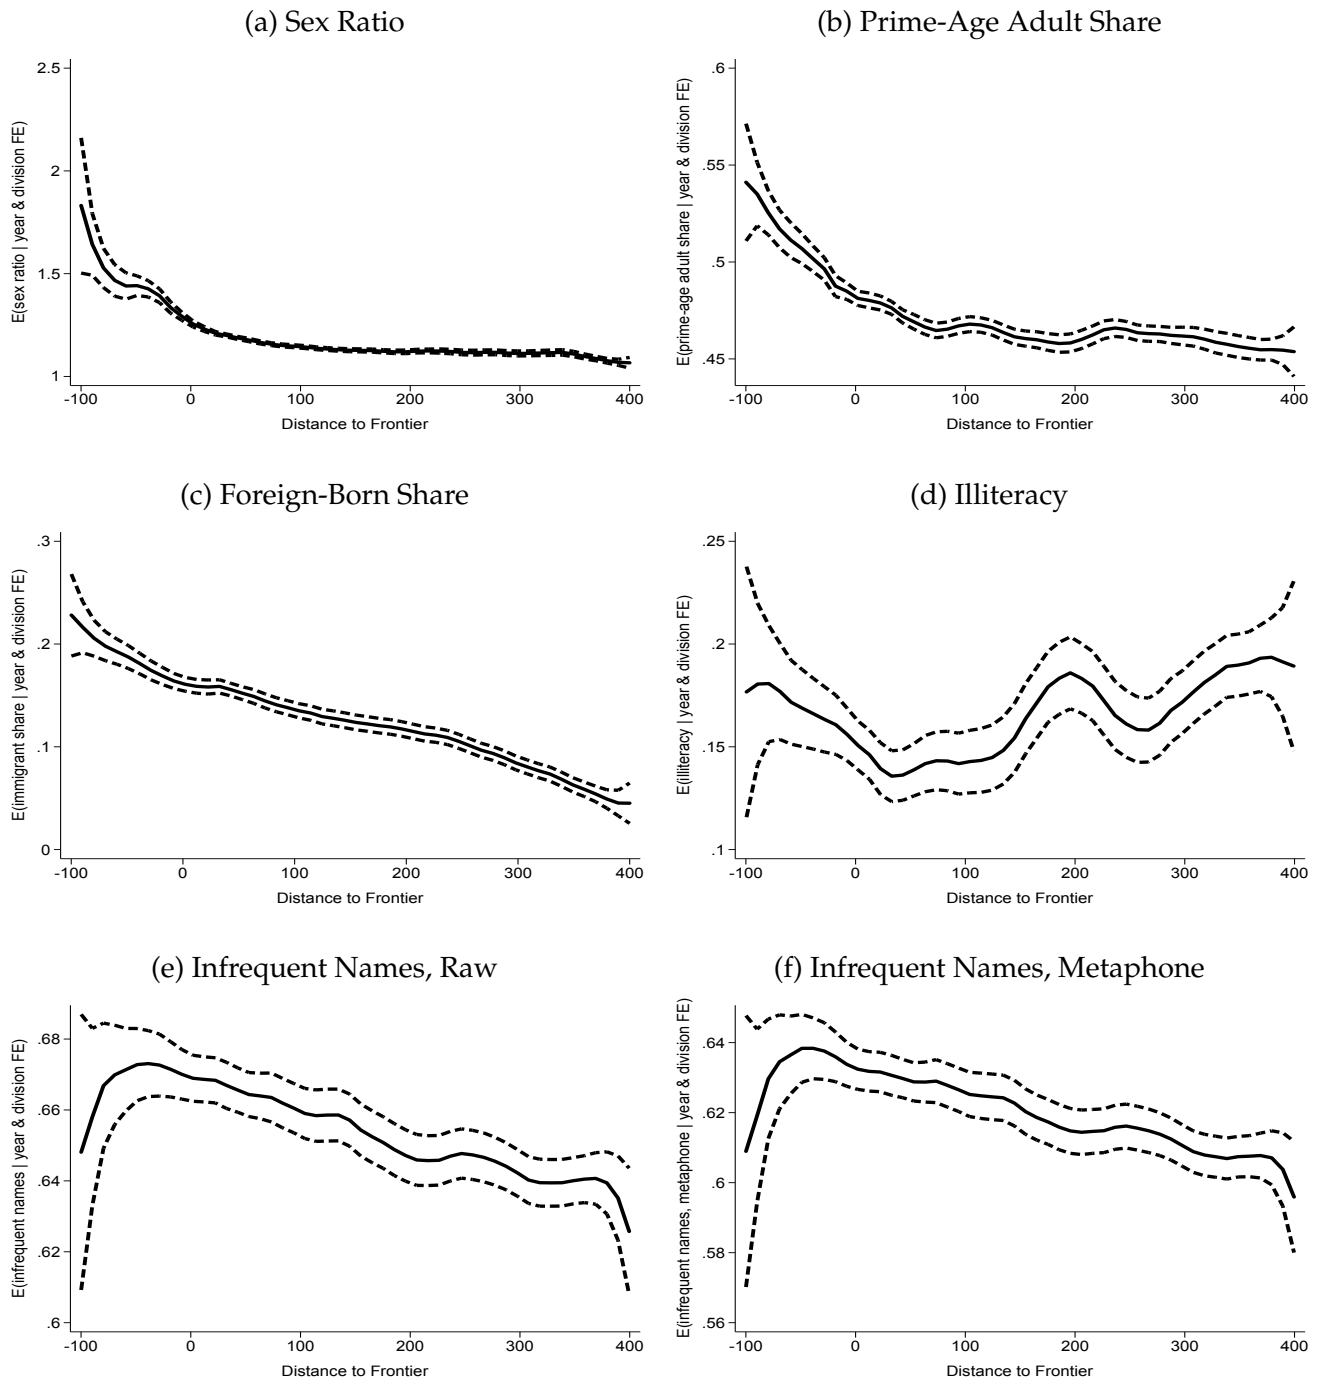 (a) Sex Ratio
E(sex ratio | year & division FE)
2.5
2
1.5
1
-100 0 100 200 300 400
Distance to Frontier
(b) Prime-Age Adult Share
E(prime-age adult share | year & division FE)
.6
.55
.5
.45
-100 0 100 200 300 400
Distance to Frontier
(c) Foreign-Born Share
E(immigrant share | year & division FE)
.3
.2
.1
0
-100 0 100 200 300 400
Distance to Frontier
(d) Illiteracy
E(illiteracy | year & division FE)
.25
.2
.15
.1
-100 0 100 200 300 400
Distance to Frontier
(e) Infrequent Names, Raw
E(infrequent names | year & division FE)
.68
.66
.64
.62
.6
-100 0 100 200 300 400
Distance to Frontier
(f) Infrequent Names, Metaphone
E(infrequent names, metaphone | year & division FE)
.64
.62
.6
.58
.56
-100 0 100 200 300 400
Distance to Frontier